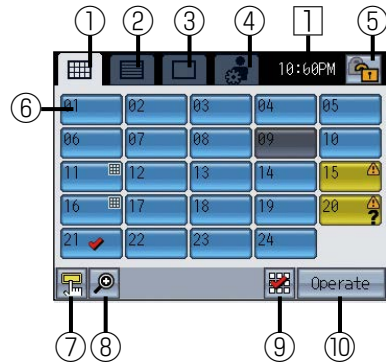 ① ② ③ ④ 1 ⑤
10:60PM
⑥
01 02 03 04 05
06 07 08 09 10
11 12 13 14 15
16 17 18 19 20 ?
21 22 23 24
Operate
⑦ ⑧ ⑨ ⑩